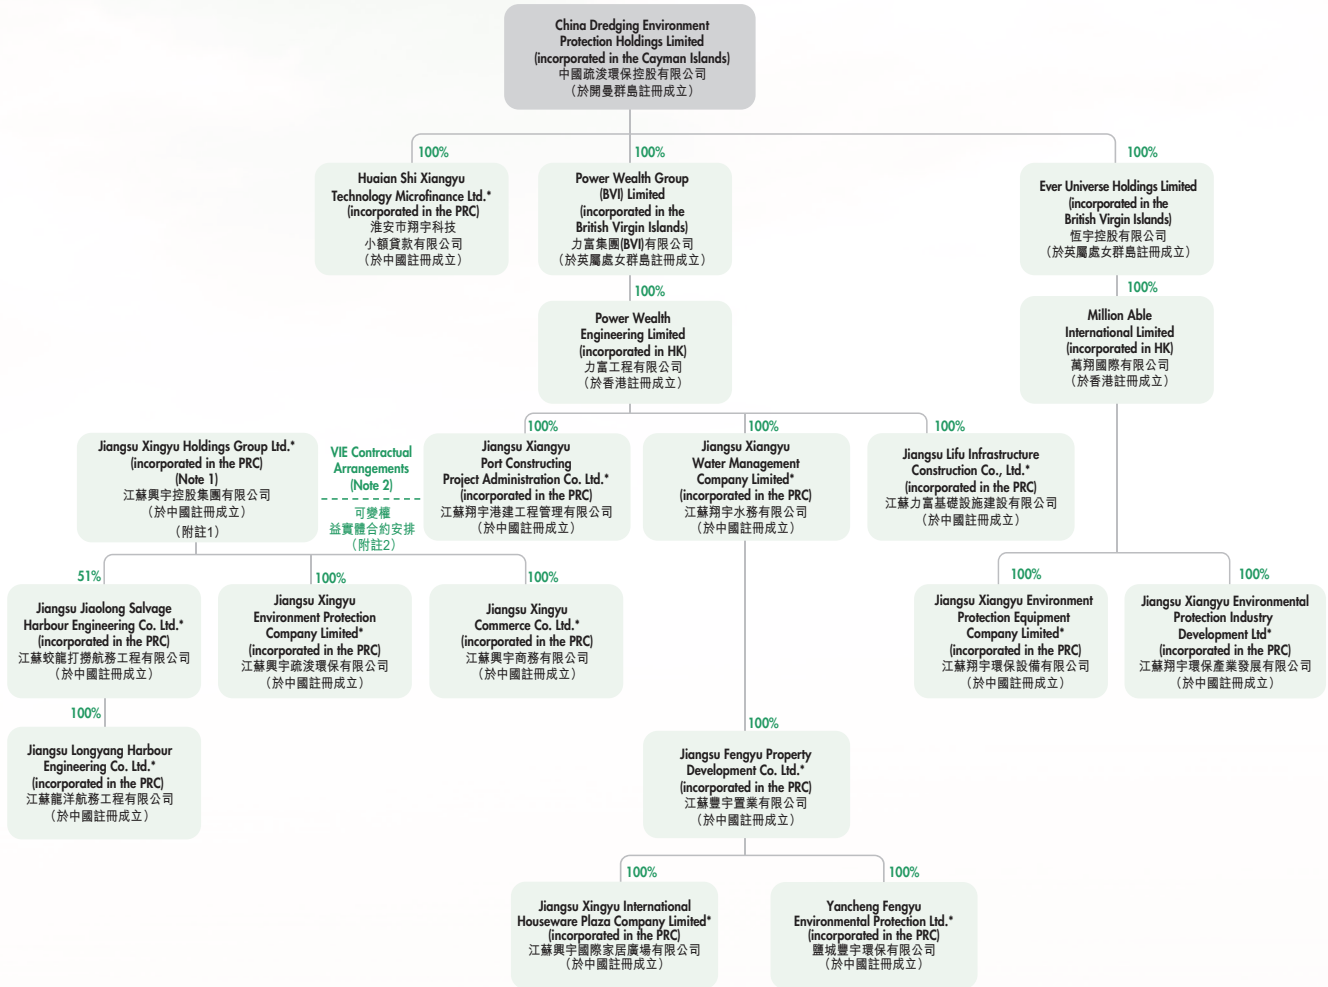 China Dredging Environment
Protection Holdings Limited
(incorporated in the Cayman Islands)
中國疏浚環保控股有限公司
（於開曼群島註冊成立）
100%
Huaian Shi Xiangyu
Technology Microfinance Ltd.*
(incorporated in the PRC)
淮安市翔宇科技
小額貸款有限公司
（於中國註冊成立）
100%
Power Wealth Group
(BVI) Limited
(incorporated in the
British Virgin Islands)
力富集團(BVI)有限公司
（於英屬處女群島註冊成立）
100%
Ever Universe Holdings Limited
(incorporated in the
British Virgin Islands)
恆宇控股有限公司
（於英屬處女群島註冊成立）
100%
Power Wealth
Engineering Limited
(incorporated in HK)
力富工程有限公司
（於香港註冊成立）
100%
Million Able
International Limited
(incorporated in HK)
萬翔國際有限公司
（於香港註冊成立）
Jiangsu Xingyu Holdings Group Ltd.*
(incorporated in the PRC)
(Note 1)
江蘇興宇控股集團有限公司
（於中國註冊成立）
（附註1）
VIE Contractual
Arrangements
(Note 2)
可變權
益實體合約安排
（附註2）
100%
Jiangsu Xiangyu
Port Constructing
Project Administration Co. Ltd.*
(incorporated in the PRC)
江蘇翔宇港建工程管理有限公司
（於中國註冊成立）
100%
Jiangsu Xiangyu
Water Management
Company Limited*
(incorporated in the PRC)
江蘇翔宇水務有限公司
（於中國註冊成立）
100%
Jiangsu Lifu Infrastructure
Construction Co., Ltd.*
(incorporated in the PRC)
江蘇力富基礎設施建設有限公司
（於中國註冊成立）
51%
Jiangsu Jiaolong Salvage
Harbour Engineering Co. Ltd.*
(incorporated in the PRC)
江蘇蛟龍打撈航務工程有限公司
（於中國註冊成立）
100%
Jiangsu Xingyu
Environment Protection
Company Limited*
(incorporated in the PRC)
江蘇興宇疏浚環保有限公司
（於中國註冊成立）
100%
Jiangsu Xingyu
Commerce Co. Ltd.*
(incorporated in the PRC)
江蘇興宇商務有限公司
（於中國註冊成立）
100%
Jiangsu Xiangyu Environment
Protection Equipment
Company Limited*
(incorporated in the PRC)
江蘇翔宇環保設備有限公司
（於中國註冊成立）
100%
Jiangsu Xiangyu Environmental
Protection Industry
Development Ltd*
(incorporated in the PRC)
江蘇翔宇環保產業發展有限公司
（於中國註冊成立）
100%
Jiangsu Longyang Harbour
Engineering Co. Ltd.*
(incorporated in the PRC)
江蘇龍洋航務工程有限公司
（於中國註冊成立）
100%
Jiangsu Fengyu Property
Development Co. Ltd.*
(incorporated in the PRC)
江蘇豐宇置業有限公司
（於中國註冊成立）
100%
Jiangsu Xingyu International
Houseware Plaza Company Limited*
(incorporated in the PRC)
江蘇興宇國際家居廣場有限公司
（於中國註冊成立）
100%
Yancheng Fengyu
Environmental Protection Ltd.*
(incorporated in the PRC)
鹽城豐宇環保有限公司
（於中國註冊成立）